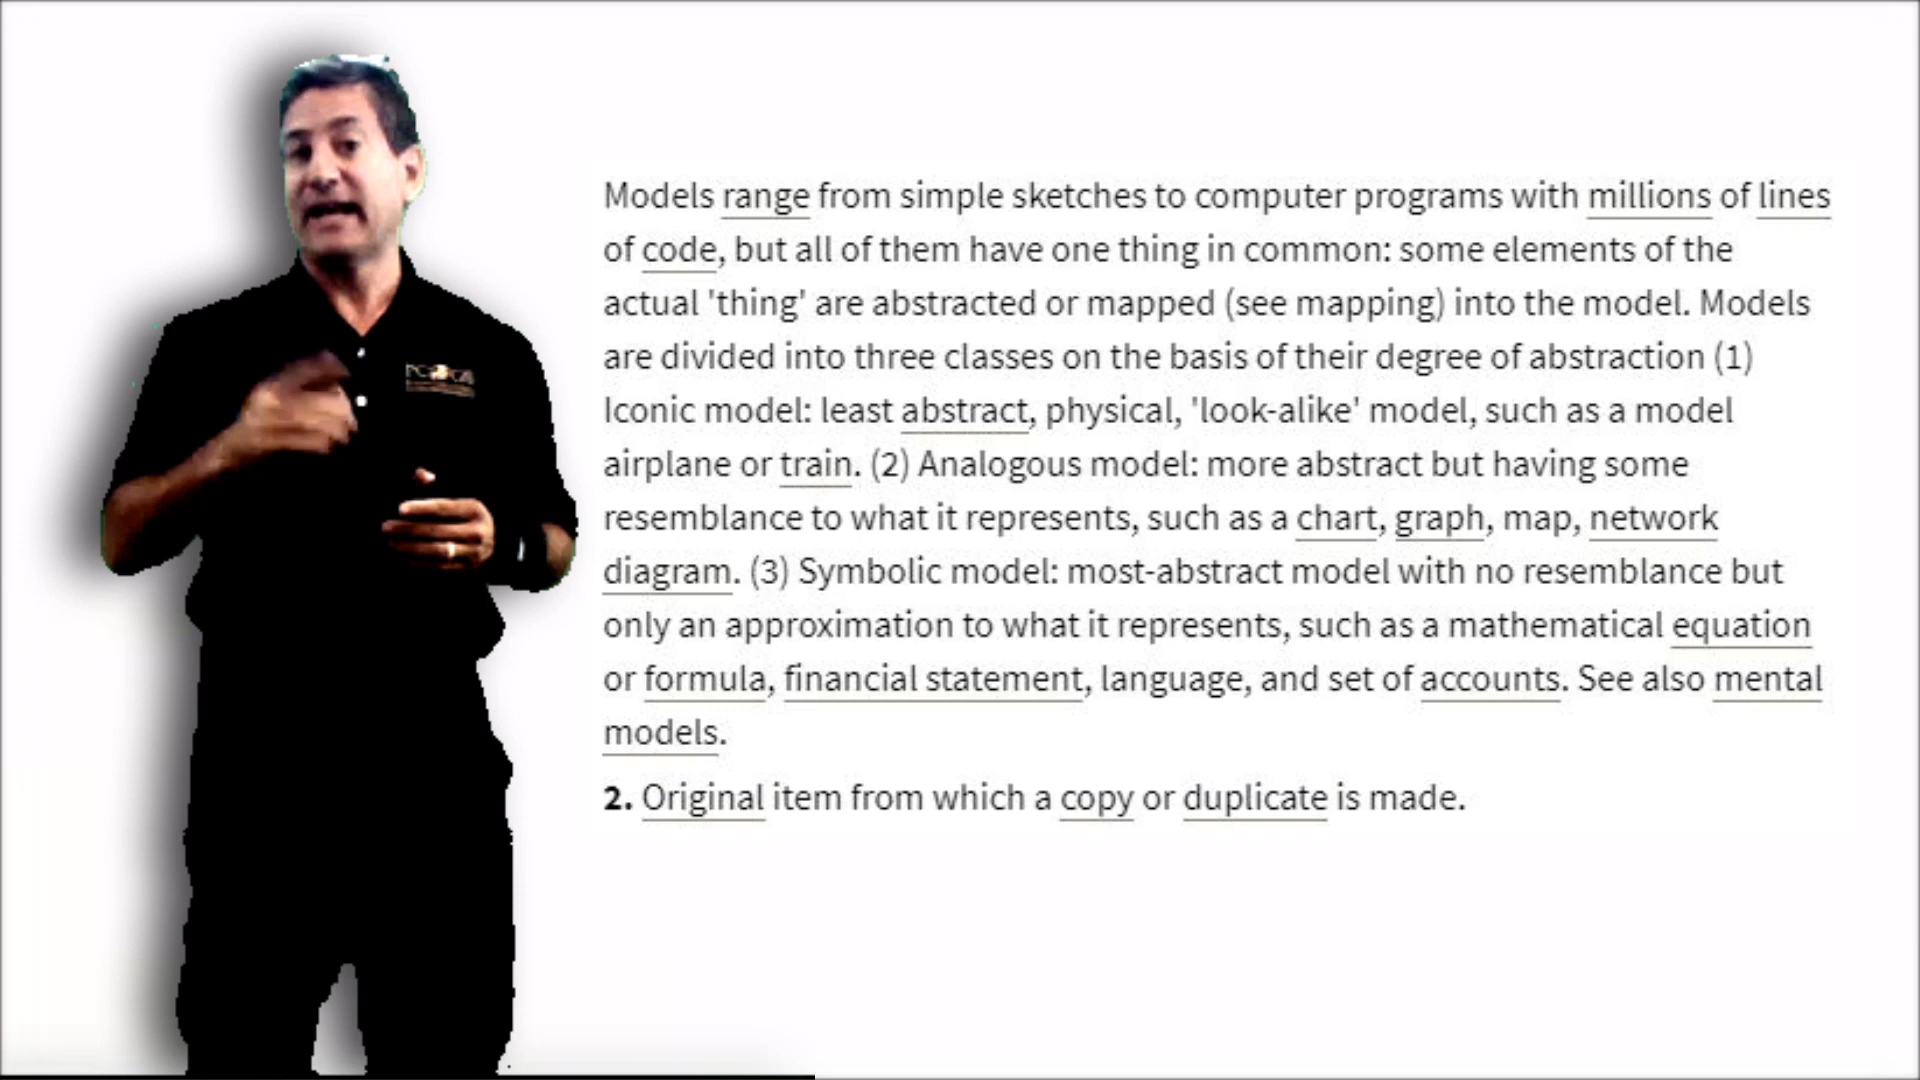 Models range from simple sketches to computer programs with millions of lines
of code, but all of them have one thing in common: some elements of the
actual 'thing' are abstracted or mapped (see mapping) into the model. Models
are divided into three classes on the basis of their degree of abstraction (1)
Iconic model: least abstract, physical, 'look-alike' model, such as a model
airplane or train. (2) Analogous model: more abstract but having some
resemblance to what it represents, such as a chart, graph, map, network
diagram. (3) Symbolic model: most-abstract model with no resemblance but
only an approximation to what it represents, such as a mathematical equation
or formula, financial statement, language, and set of accounts. See also mental
models.
2. Original item from which a copy or duplicate is made.